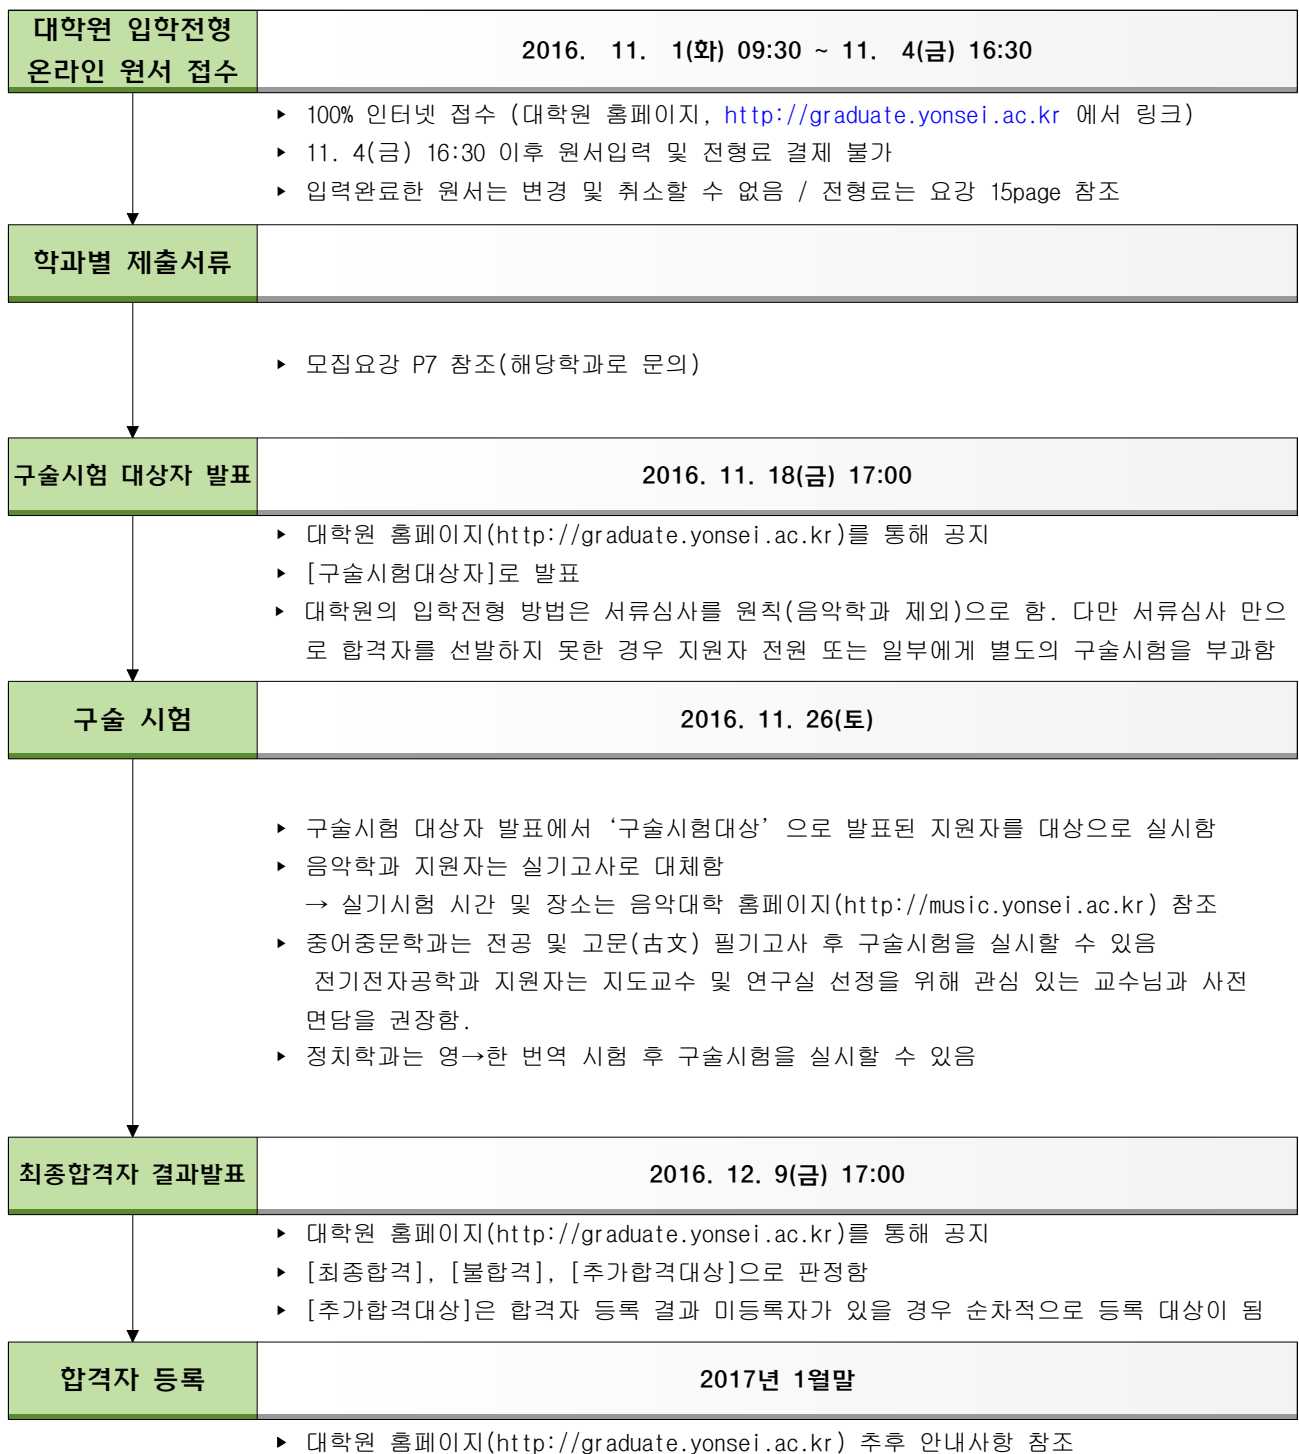 대학원 입학전형
온라인 원서 접수
2016. 11. 1(화) 09:30 ~ 11. 4(금) 16:30
▶ 100% 인터넷 접수 (대학원 홈페이지, http://graduate.yonsei.ac.kr 에서 링크)
▶ 11. 4(금) 16:30 이후 원서입력 및 전형료 결제 불가
▶ 입력완료한 원서는 변경 및 취소할 수 없음 / 전형료는 요강 15page 참조
학과별 제출서류
▶ 모집요강 P7 참조(해당학과로 문의)
구술시험 대상자 발표
2016. 11. 18(금) 17:00
▶ 대학원 홈페이지(http://graduate.yonsei.ac.kr)를 통해 공지
▶ [구술시험대상자]로 발표
▶ 대학원의 입학전형 방법은 서류심사를 원칙(음악학과 제외)으로 함. 다만 서류심사 만으
로 합격자를 선발하지 못한 경우 지원자 전원 또는 일부에게 별도의 구술시험을 부과함
구술 시험
2016. 11. 26(토)
▶ 구술시험 대상자 발표에서 ‘구술시험대상’ 으로 발표된 지원자를 대상으로 실시함
▶ 음악학과 지원자는 실기고사로 대체함
→ 실기시험 시간 및 장소는 음악대학 홈페이지(http://music.yonsei.ac.kr) 참조
▶ 중어중문학과는 전공 및 고문(古文) 필기고사 후 구술시험을 실시할 수 있음
전기전자공학과 지원자는 지도교수 및 연구실 선정을 위해 관심 있는 교수님과 사전
면담을 권장함.
▶ 정치학과는 영→한 번역 시험 후 구술시험을 실시할 수 있음
최종합격자 결과발표
2016. 12. 9(금) 17:00
▶ 대학원 홈페이지(http://graduate.yonsei.ac.kr)를 통해 공지
▶ [최종합격], [불합격], [추가합격대상]으로 판정함
▶ [추가합격대상]은 합격자 등록 결과 미등록자가 있을 경우 순차적으로 등록 대상이 됨
합격자 등록
2017년 1월말
▶ 대학원 홈페이지(http://graduate.yonsei.ac.kr) 추후 안내사항 참조